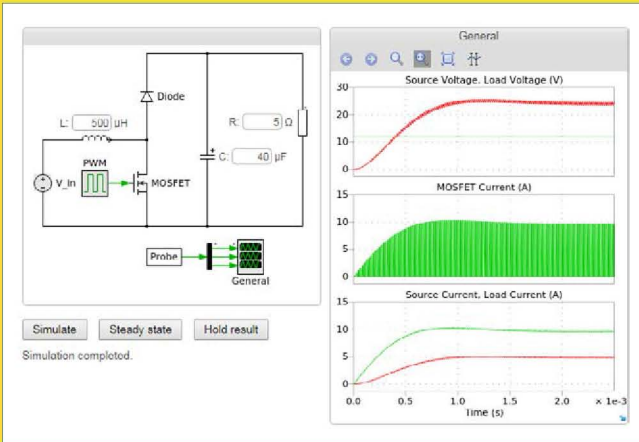 General
Source Voltage, Load Voltage (V)
30
20
10
0
Diode
L: 500 μH
R: 5 Ω
C: 40 μF
PWM
V_in
MOSFET
Probe
General
MOSFET Current (A)
15
10
5
0
Source Current, Load Current (A)
15
10
5
0
0.0 0.5 1.0 1.5 2.0 × 1e-3
Time (s)
Simulate Steady state Hold result
Simulation completed.